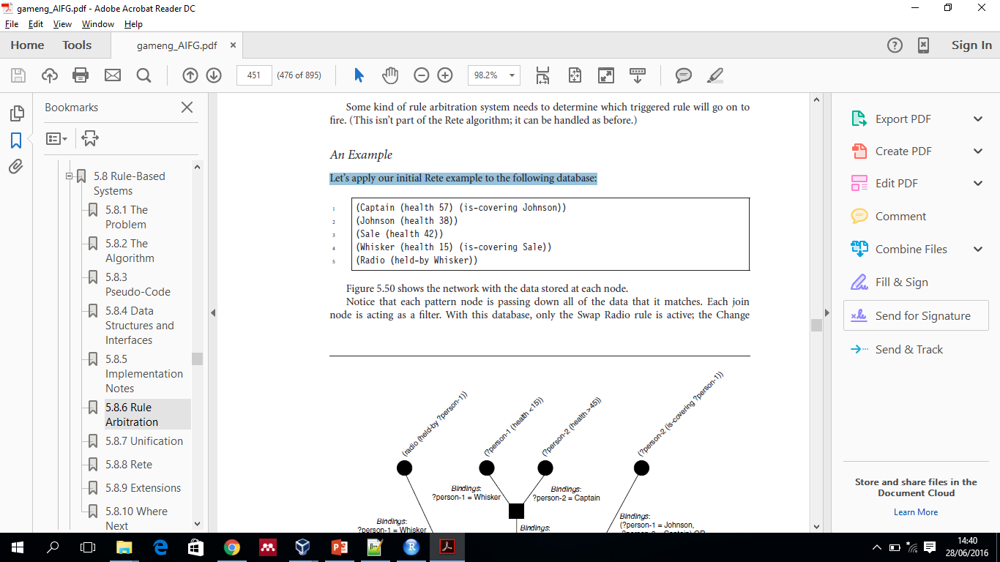 gameng_AIFG.pdf - Adobe Acrobat Reader DC
File Edit View Window Help
Home Tools gameng_AIFG.pdf × Sign In
451 (476 of 895) 98.2%
Bookmarks
5.8 Rule-Based
Systems
5.8.1 The
Problem
5.8.2 The
Algorithm
5.8.3
Pseudo-Code
5.8.4 Data
Structures and
Interfaces
5.8.5
Implementation
Notes
5.8.6 Rule
Arbitration
5.8.7 Unification
5.8.8 Rete
5.8.9 Extensions
5.8.10 Where
Next
Some kind of rule arbitration system needs to determine which triggered rule will go on to
fire. (This isn't part of the Rete algorithm; it can be handled as before.)
An Example
Let's apply our initial Rete example to the following database:
1 (Captain (health 57) (is-covering Johnson))
2 (Johnson (health 38))
3 (Sale (health 42))
4 (Whisker (health 15) (is-covering Sale))
5 (Radio (held-by Whisker))
Figure 5.50 shows the network with the data stored at each node.
Notice that each pattern node is passing down all of the data that it matches. Each join
node is acting as a filter. With this database, only the Swap Radio rule is active; the Change
(radio (held-by ?person-1))
(?person-1 (health <15))
(?person-2 (health >45))
(?person-2 (is-covering ?person-1))
Bindings:
?person-1 = Whisker
Bindings:
?person-2 = Captain
Bindings:
?person-1 = Whisker
Bindings:
Bindings:
(?person-1 = Johnson,
Export PDF
Create PDF
Edit PDF
Comment
Combine Files
Fill & Sign
Send for Signature
Send & Track
Store and share files in the
Document Cloud
Learn More
14:40
28/06/2016